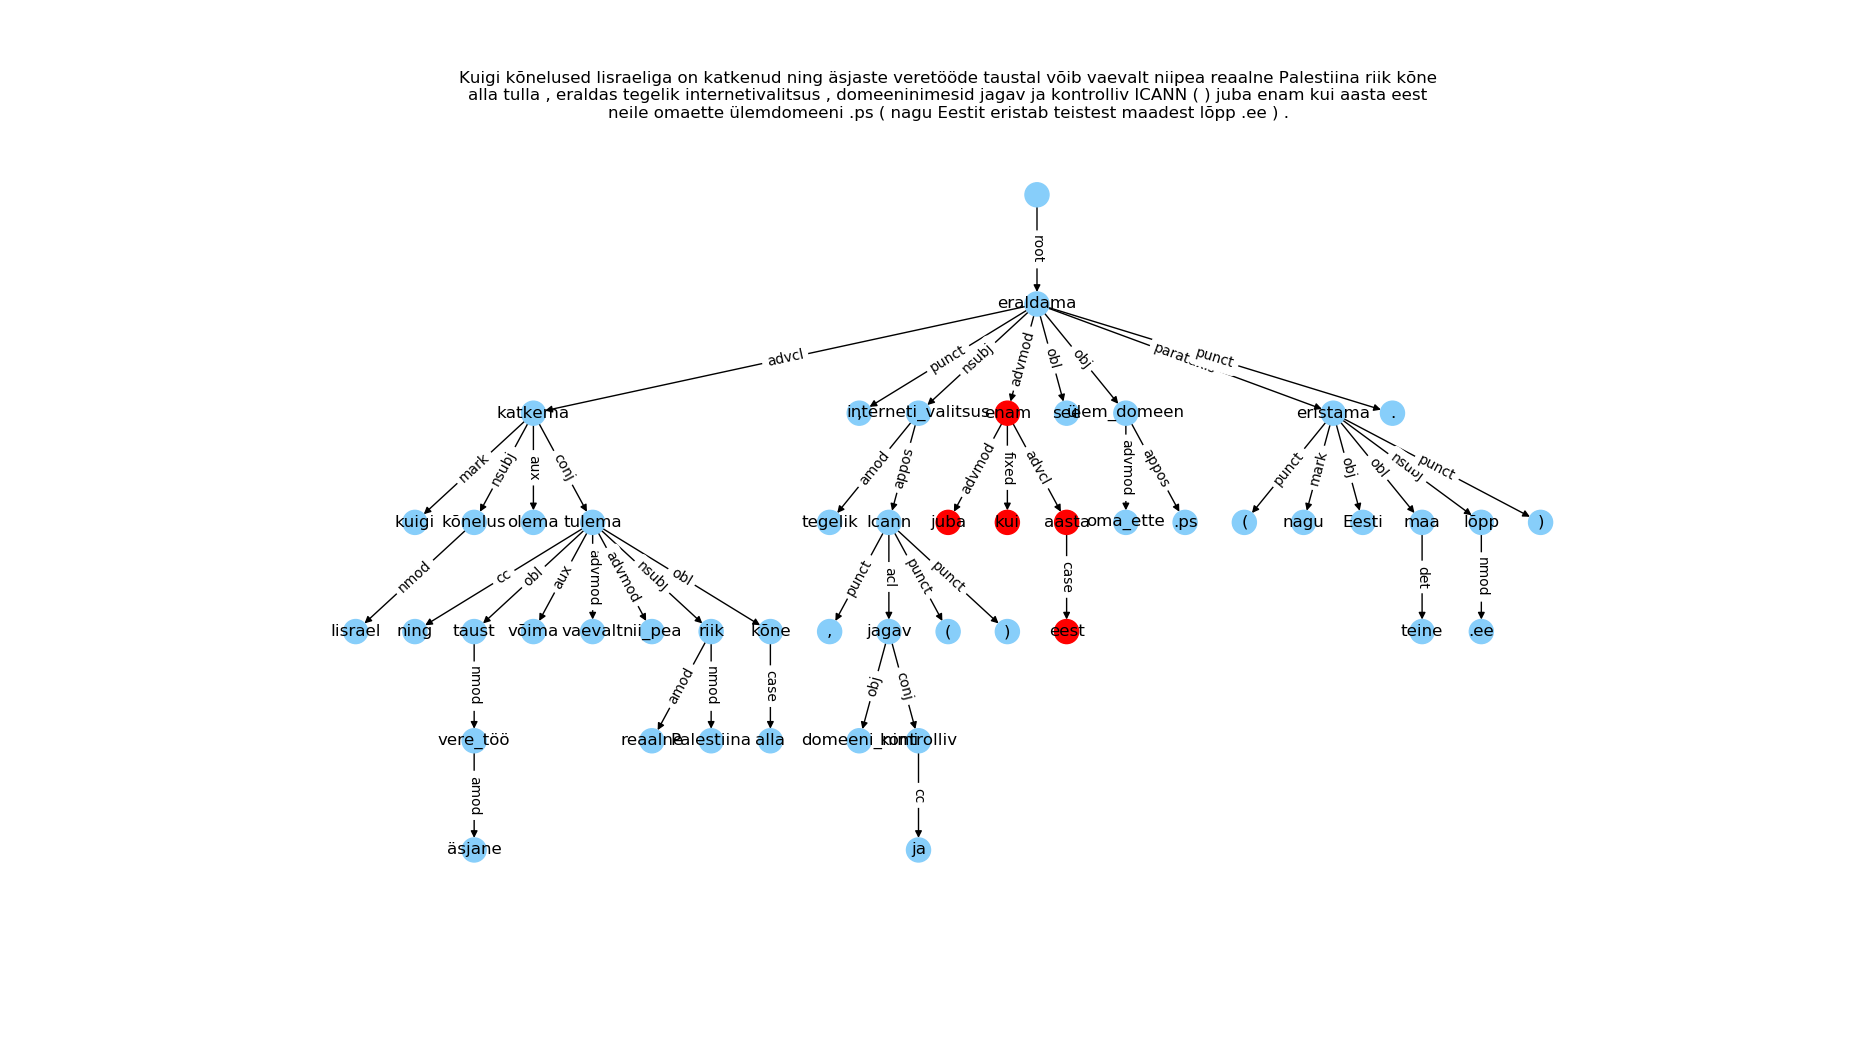 Kuigi kõnelused Iisraeliga on katkenud ning äsjaste veretööde taustal võib vaevalt niipea reaalne Palestiina riik kõne
alla tulla , eraldas tegelik internetivalitsus , domeeninimesid jagav ja kontrolliv ICANN ( ) juba enam kui aasta eest
neile omaette ülemdomeeni .ps ( nagu Eestit eristab teistest maadest lõpp .ee ) .
root
eraldama
advcl punct nsubj advmod obl obj punct
katkema , interneti_valitsus enam see ülem_domeen eristama .
mark nsubj aux conj amod appos advmod fixed advcl advmod appos punct mark obj obl nsubj punct
kuigi kõnelus olema tulema tegelik Icann juba kui aasta oma_ette .ps ( nagu Eesti maa lõpp )
nmod cc obl aux advmod advmod nsubj obl punct acl punct punct case det nmod
Iisrael ning taust võima vaevalt nii_pea riik kõne , jagav ( ) eest teine .ee
nmod amod nmod case obj conj
vere_töö reaalne Palestiina alla domeeni_nimi kontrolliv
amod cc
äsjane ja